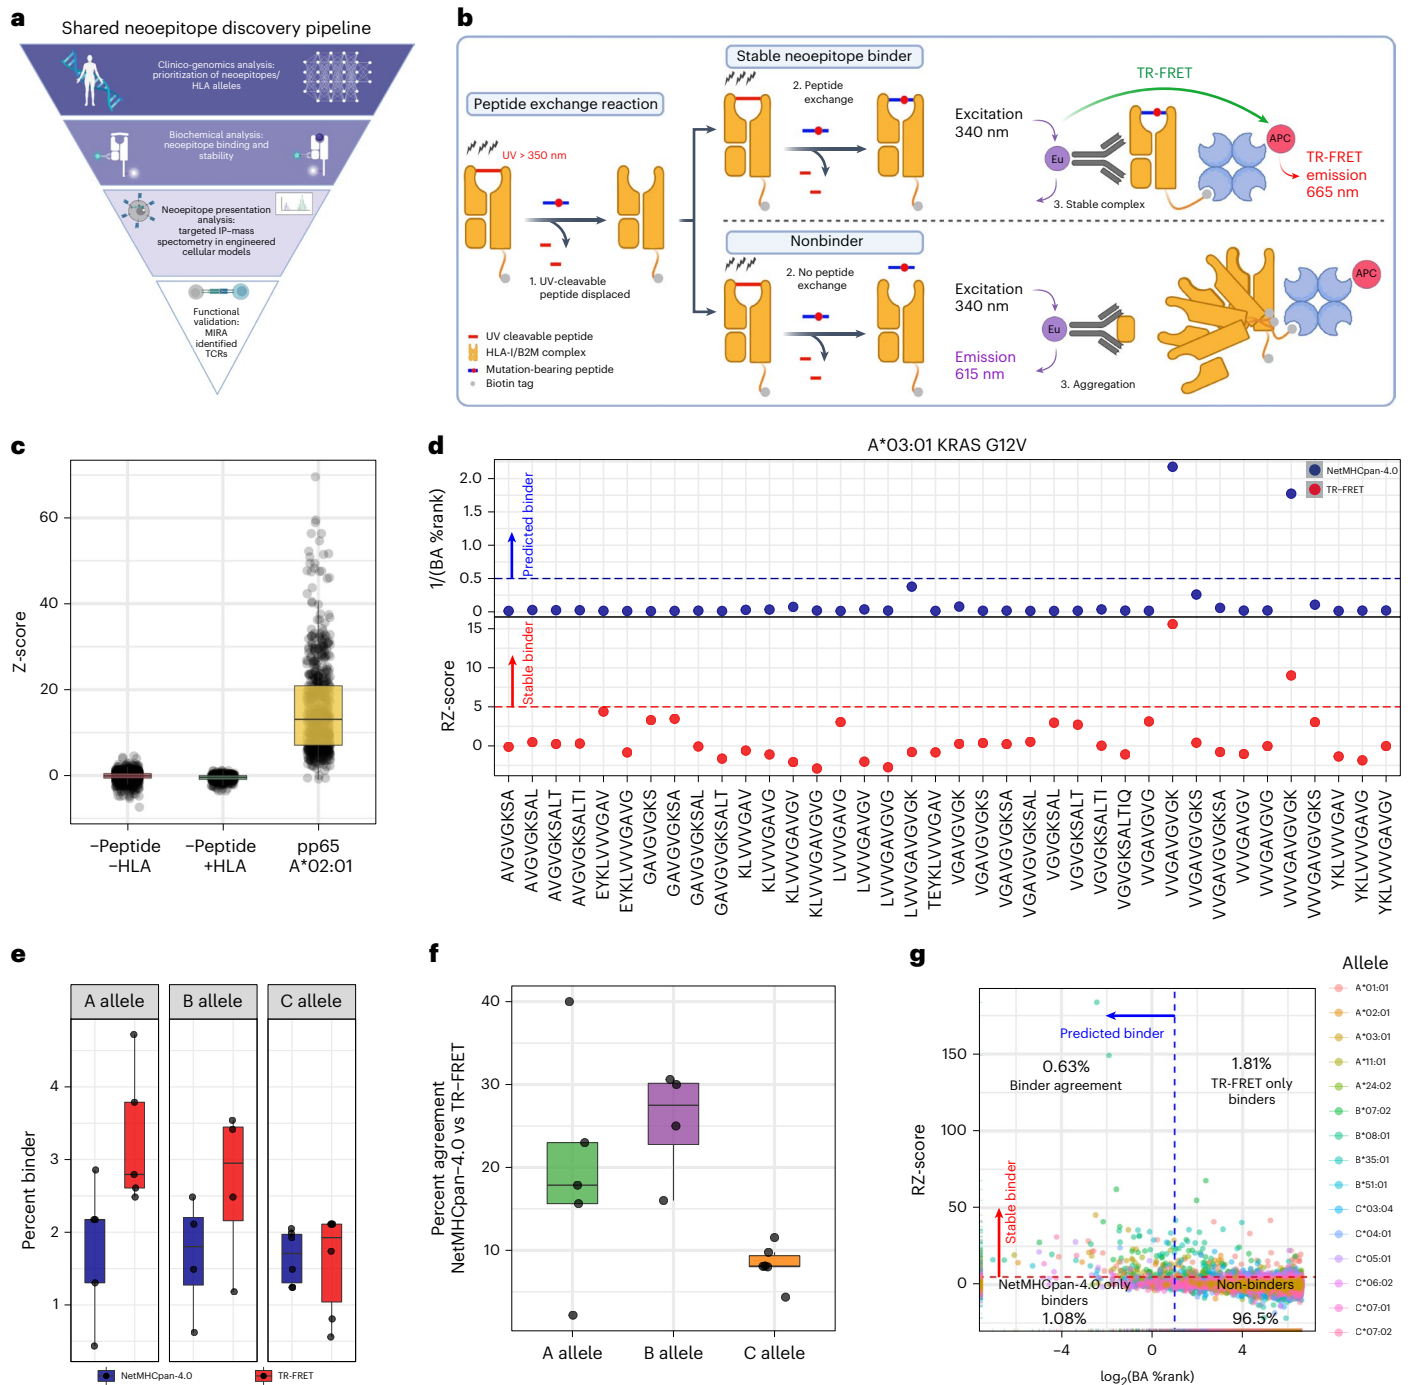 a
Shared neoepitope discovery pipeline
Clinico-genomics analysis:
prioritization of neoepitopes/
HLA alleles
Biochemical analysis:
neoepitope binding and
stability
Neoepitope presentation
analysis:
targeted IP–mass
spectometry in engineered
cellular models
Functional
validation:
MIRA
identified
TCRs
b
Peptide exchange reaction
UV > 350 nm
1. UV-cleavable
peptide displaced
UV cleavable peptide
HLA-I/B2M complex
Mutation-bearing peptide
Biotin tag
Stable neoepitope binder
2. Peptide
exchange
Excitation
340 nm
Eu
TR-FRET
APC
TR-FRET
emission
665 nm
3. Stable complex
Nonbinder
2. No peptide
exchange
Excitation
340 nm
Eu
Emission
615 nm
3. Aggregation
APC
c
Z-score
60
40
20
0
−Peptide
−HLA
−Peptide
+HLA
pp65
A*02:01
d
A*03:01 KRAS G12V
NetMHCpan-4.0
TR–FRET
1/(BA %rank)
2.0
1.5
1.0
0.5
0
Predicted binder
RZ-score
15
10
5
0
Stable binder
AVGVGKSA
AVGVGKSAL
AVGVGKSALT
AVGVGKSALTI
EYKLVVVGAV
EYKLVVVGAVG
GAVGVGKS
GAVGVGKSA
GAVGVGKSAL
GAVGVGKSALT
KLVVVGAV
KLVVVGAVG
KLVVVGAVGV
KLVVVGAVGVG
LVVVGAVG
LVVVGAVGV
LVVVGAVGVG
LVVVGAVGVGK
TEYKLVVVGAV
VGAVGVGK
VGAVGVGKS
VGAVGVGKSA
VGAVGVGKSAL
VGVGKSAL
VGVGKSALT
VGVGKSALTI
VGVGKSALTIQ
VVGAVGVG
VVGAVGVGK
VVGAVGVGKS
VVGAVGVGKSA
VVVGAVGV
VVVGAVGVG
VVVGAVGVGK
VVVGAVGVGKS
YKLVVVGAV
YKLVVVGAVG
YKLVVVGAVGV
e
Percent binder
A allele
B allele
C allele
4
3
2
1
NetMHCpan-4.0
TR-FRET
f
Percent agreement
NetMHCpan−4.0 vs TR−FRET
40
30
20
10
A allele
B allele
C allele
g
RZ-score
150
100
50
0
Predicted binder
0.63%
Binder agreement
1.81%
TR-FRET only
binders
Stable binder
NetMHCpan-4.0 only
binders
1.08%
Non-binders
96.5%
−4
0
4
log2(BA %rank)
Allele
A*01:01
A*02:01
A*03:01
A*11:01
A*24:02
B*07:02
B*08:01
B*35:01
B*51:01
C*03:04
C*04:01
C*05:01
C*06:02
C*07:01
C*07:02